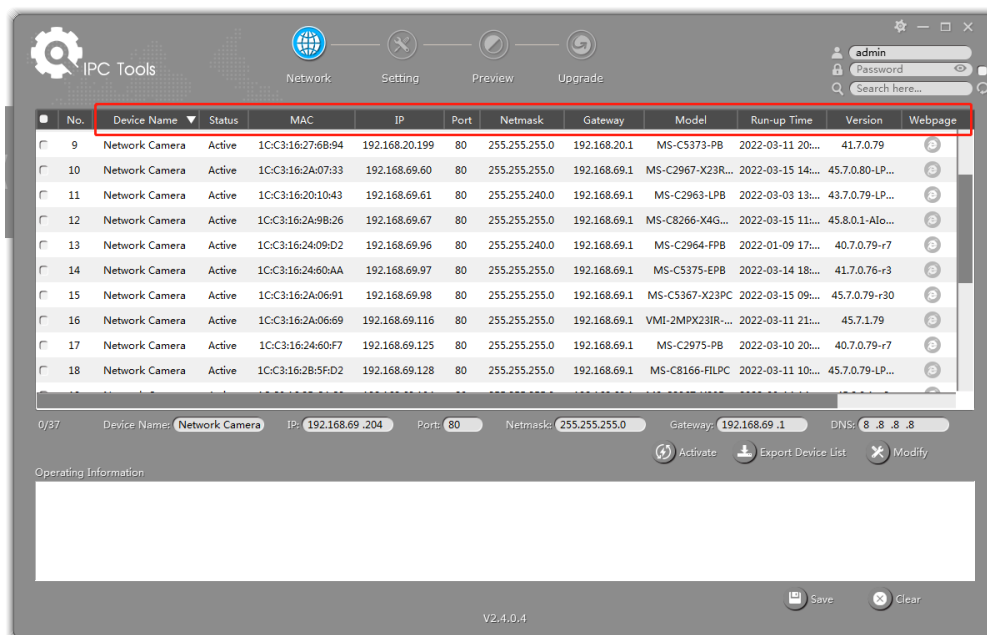 IPC Tools
Network Setting Preview Upgrade
admin
Password
Search here...
No. Device Name ▼ Status MAC IP Port Netmask Gateway Model Run-up Time Version Webpage
9 Network Camera Active 1C:C3:16:27:6B:94 192.168.20.199 80 255.255.255.0 192.168.20.1 MS-C5373-PB 2022-03-11 20:... 41.7.0.79
10 Network Camera Active 1C:C3:16:2A:07:33 192.168.69.60 80 255.255.255.0 192.168.69.1 MS-C2967-X23R... 2022-03-15 14:... 45.7.0.80-LP...
11 Network Camera Active 1C:C3:16:20:10:43 192.168.69.61 80 255.255.240.0 192.168.69.1 MS-C2963-LPB 2022-03-03 13:... 43.7.0.79-LP...
12 Network Camera Active 1C:C3:16:2A:9B:26 192.168.69.67 80 255.255.240.0 192.168.69.1 MS-C8266-X4G... 2022-03-15 11:... 45.8.0.1-AIo...
13 Network Camera Active 1C:C3:16:24:09:D2 192.168.69.96 80 255.255.240.0 192.168.69.1 MS-C2964-FPB 2022-01-09 17:... 40.7.0.79-r7
14 Network Camera Active 1C:C3:16:24:60:AA 192.168.69.97 80 255.255.255.0 192.168.69.1 MS-C5375-EPB 2022-03-14 18:... 41.7.0.76-r3
15 Network Camera Active 1C:C3:16:2A:06:91 192.168.69.98 80 255.255.255.0 192.168.69.1 MS-C5367-X23PC 2022-03-15 09:... 45.7.0.79-r30
16 Network Camera Active 1C:C3:16:2A:06:69 192.168.69.116 80 255.255.255.0 192.168.69.1 VMI-2MPX23IR-... 2022-03-11 21:... 45.7.1.79
17 Network Camera Active 1C:C3:16:24:60:F7 192.168.69.125 80 255.255.255.0 192.168.69.1 MS-C2975-PB 2022-03-10 20:... 40.7.0.79-r7
18 Network Camera Active 1C:C3:16:2B:5F:D2 192.168.69.128 80 255.255.255.0 192.168.69.1 MS-C8166-FILPC 2022-03-11 10:... 45.7.0.79-LP...
0/37 Device Name: Network Camera IP: 192.168.69 .204 Port: 80 Netmask: 255.255.255.0 Gateway: 192.168.69 .1 DNS: 8 .8 .8 .8
Activate Export Device List Modify
Operating Information
Save Clear
V2.4.0.4